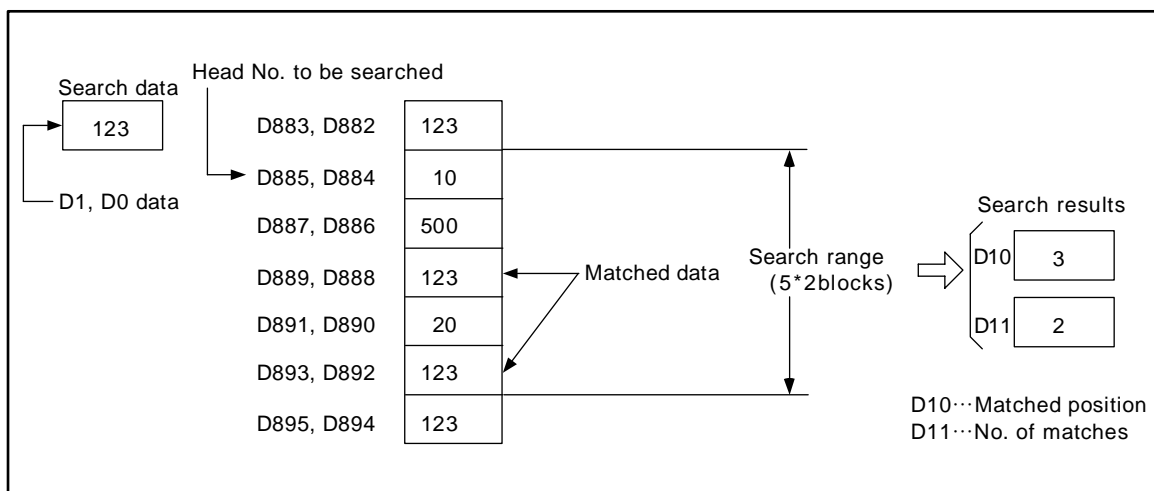 Head No. to be searched
Search data
123
D1, D0 data
D883, D882 123
D885, D884 10
D887, D886 500
D889, D888 123
D891, D890 20
D893, D892 123
D895, D894 123
Matched data
Search range
(5*2blocks)
Search results
D10 3
D11 2
D10⋯Matched position
D11⋯No. of matches